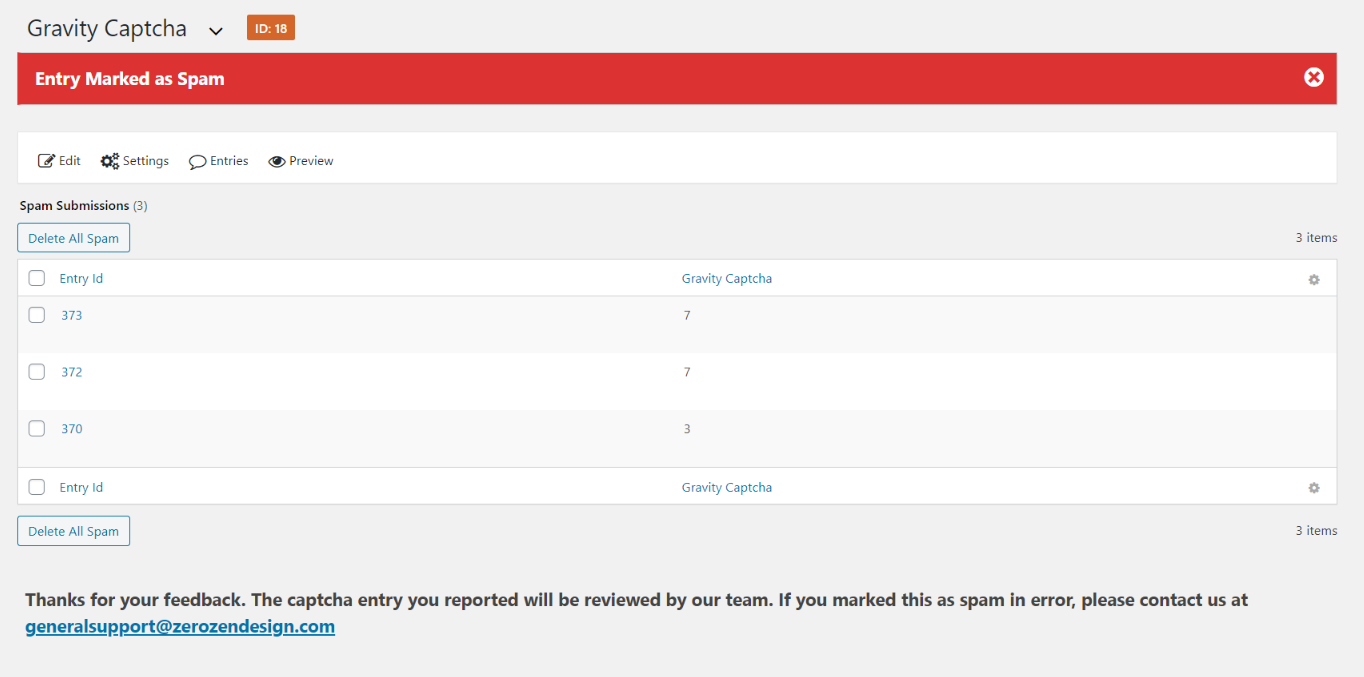 Gravity Captcha ID: 18
Entry Marked as Spam
Edit Settings Entries Preview
Spam Submissions (3)
Delete All Spam 3 items
Entry Id Gravity Captcha
373 7
372 7
370 3
Entry Id Gravity Captcha
Delete All Spam 3 items
Thanks for your feedback. The captcha entry you reported will be reviewed by our team. If you marked this as spam in error, please contact us at
generalsupport@zerozendesign.com